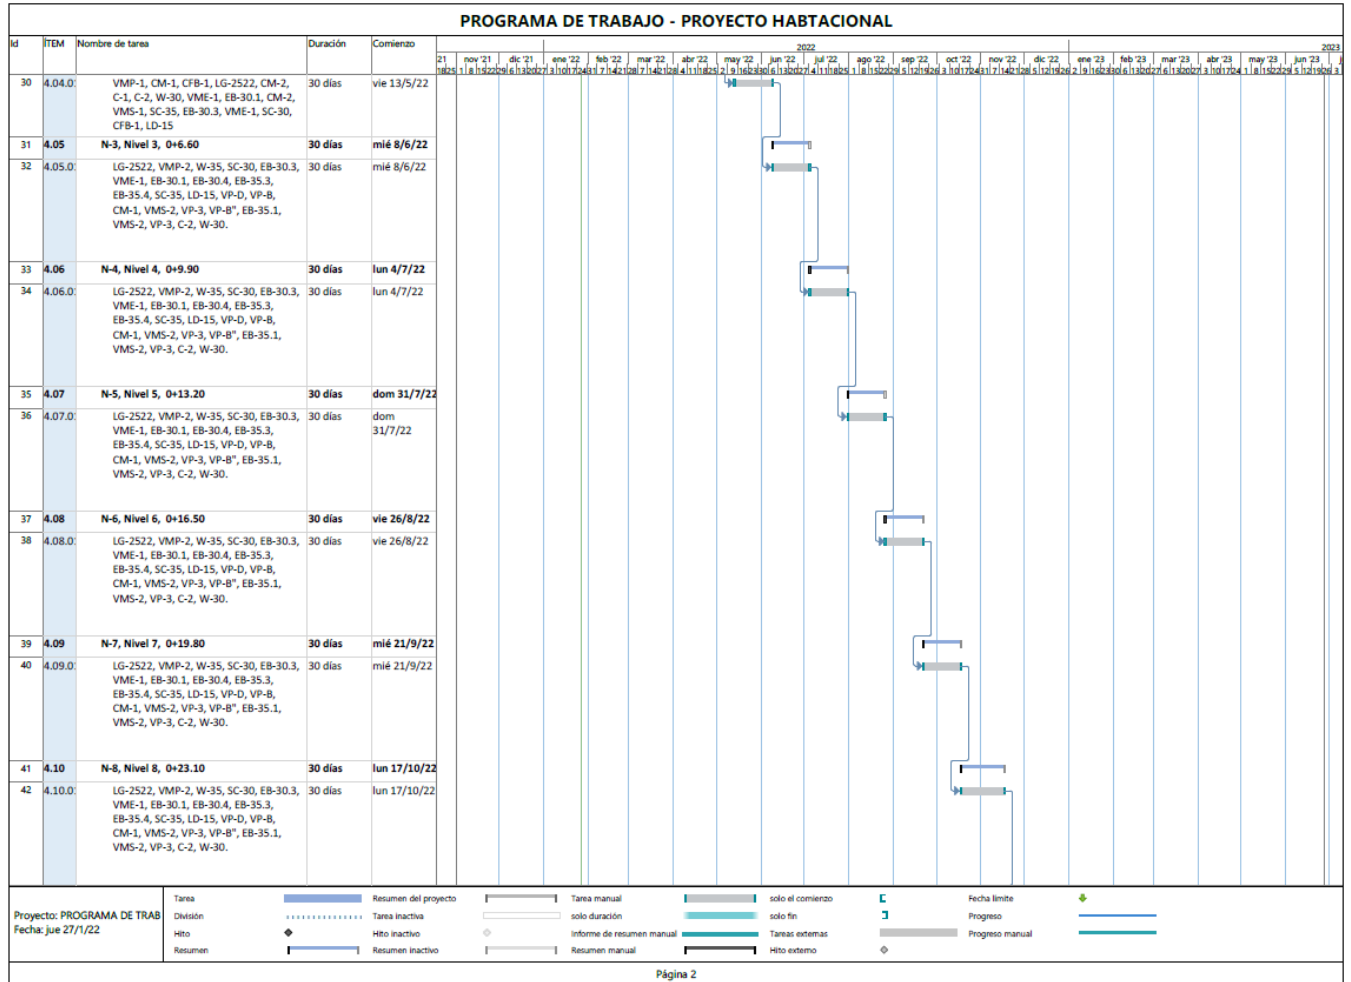 PROGRAMA DE TRABAJO - PROYECTO HABTACIONAL
Id ÍTEM Nombre de tarea Duración Comienzo
2022 2023
21 nov '21 dic '21 ene '22 feb '22 mar '22 abr '22 may '22 jun '22 jul '22 ago '22 sep '22 oct '22 nov '22 dic '22 ene '23 feb '23 mar '23 abr '23 may '23 jun '23
30 4.04.0 VMP-1, CM-1, CFB-1, LG-2522, CM-2, 30 días vie 13/5/22
C-1, C-2, W-30, VME-1, EB-30.1, CM-2,
VMS-1, SC-35, EB-30.3, VME-1, SC-30,
CFB-1, LD-15
31 4.05 N-3, Nivel 3, 0+6.60 30 días mié 8/6/22
32 4.05.0 LG-2522, VMP-2, W-35, SC-30, EB-30.3, 30 días mié 8/6/22
VME-1, EB-30.1, EB-30.4, EB-35.3,
EB-35.4, SC-35, LD-15, VP-D, VP-B,
CM-1, VMS-2, VP-3, VP-B", EB-35.1,
VMS-2, VP-3, C-2, W-30.
33 4.06 N-4, Nivel 4, 0+9.90 30 días lun 4/7/22
34 4.06.0 LG-2522, VMP-2, W-35, SC-30, EB-30.3, 30 días lun 4/7/22
VME-1, EB-30.1, EB-30.4, EB-35.3,
EB-35.4, SC-35, LD-15, VP-D, VP-B,
CM-1, VMS-2, VP-3, VP-B", EB-35.1,
VMS-2, VP-3, C-2, W-30.
35 4.07 N-5, Nivel 5, 0+13.20 30 días dom 31/7/22
36 4.07.0 LG-2522, VMP-2, W-35, SC-30, EB-30.3, 30 días dom
VME-1, EB-30.1, EB-30.4, EB-35.3, 31/7/22
EB-35.4, SC-35, LD-15, VP-D, VP-B,
CM-1, VMS-2, VP-3, VP-B", EB-35.1,
VMS-2, VP-3, C-2, W-30.
37 4.08 N-6, Nivel 6, 0+16.50 30 días vie 26/8/22
38 4.08.0 LG-2522, VMP-2, W-35, SC-30, EB-30.3, 30 días vie 26/8/22
VME-1, EB-30.1, EB-30.4, EB-35.3,
EB-35.4, SC-35, LD-15, VP-D, VP-B,
CM-1, VMS-2, VP-3, VP-B", EB-35.1,
VMS-2, VP-3, C-2, W-30.
39 4.09 N-7, Nivel 7, 0+19.80 30 días mié 21/9/22
40 4.09.0 LG-2522, VMP-2, W-35, SC-30, EB-30.3, 30 días mié 21/9/22
VME-1, EB-30.1, EB-30.4, EB-35.3,
EB-35.4, SC-35, LD-15, VP-D, VP-B,
CM-1, VMS-2, VP-3, VP-B", EB-35.1,
VMS-2, VP-3, C-2, W-30.
41 4.10 N-8, Nivel 8, 0+23.10 30 días lun 17/10/22
42 4.10.0 LG-2522, VMP-2, W-35, SC-30, EB-30.3, 30 días lun 17/10/22
VME-1, EB-30.1, EB-30.4, EB-35.3,
EB-35.4, SC-35, LD-15, VP-D, VP-B,
CM-1, VMS-2, VP-3, VP-B", EB-35.1,
VMS-2, VP-3, C-2, W-30.
Proyecto: PROGRAMA DE TRAB
Fecha: jue 27/1/22
Tarea Resumen del proyecto Tarea manual solo el comienzo Fecha límite
División Tarea inactiva solo duración solo fin Progreso
Hito Hito inactivo Informe de resumen manual Tareas externas Progreso manual
Resumen Resumen inactivo Resumen manual Hito externo
Página 2